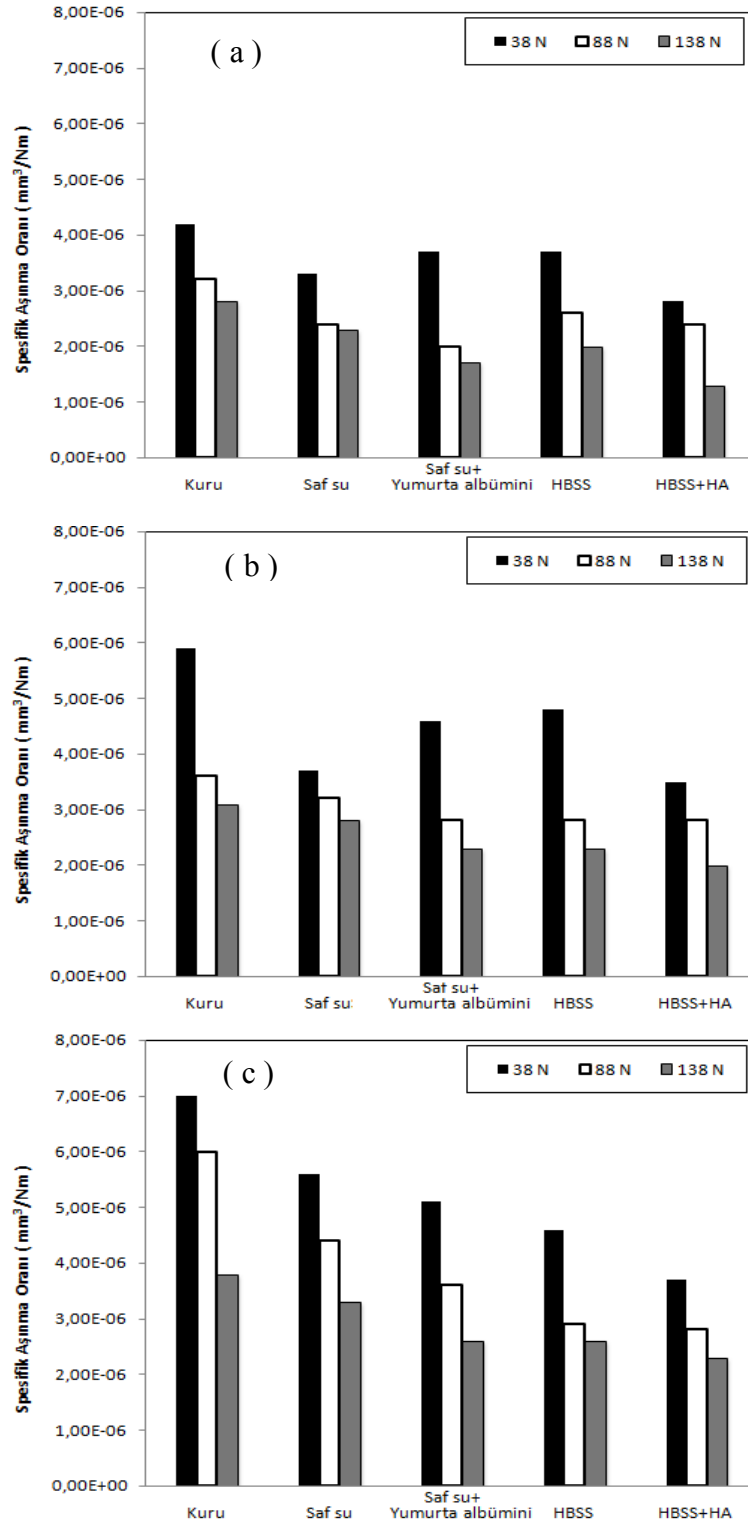 8,00E-06
7,00E-06
6,00E-06
5,00E-06
4,00E-06
3,00E-06
2,00E-06
1,00E-06
0,00E+00
Spesifik Aşınma Oranı ( mm³/Nm )
( a )
38 N 88 N 138 N
Kuru
Saf su
Saf su+
Yumurta albümini
HBSS
HBSS+HA
8,00E-06
7,00E-06
6,00E-06
5,00E-06
4,00E-06
3,00E-06
2,00E-06
1,00E-06
0,00E+00
Spesifik Aşınma Oranı ( mm³/Nm )
( b )
38 N 88 N 138 N
Kuru
Saf su
Saf su+
Yumurta albümini
HBSS
HBSS+HA
8,00E-06
7,00E-06
6,00E-06
5,00E-06
4,00E-06
3,00E-06
2,00E-06
1,00E-06
0,00E+00
Spesifik Aşınma Oranı ( mm³/Nm )
( c )
38 N 88 N 138 N
Kuru
Saf su
Saf su+
Yumurta albümini
HBSS
HBSS+HA